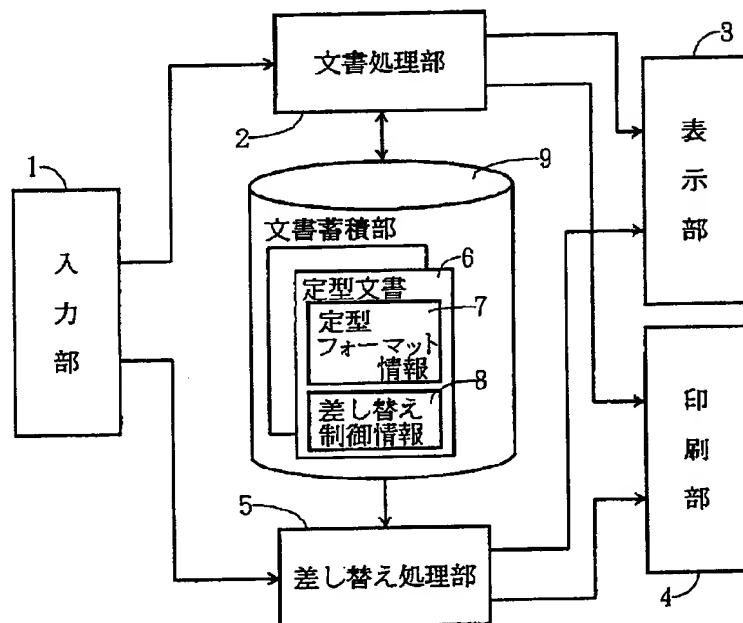 文書処理部
2
3
表示部
1
入力部
9
文書蓄積部
6
定型文書
7
定型
フォーマット
情報
8
差し替え
制御情報
印刷部
4
5
差し替え処理部